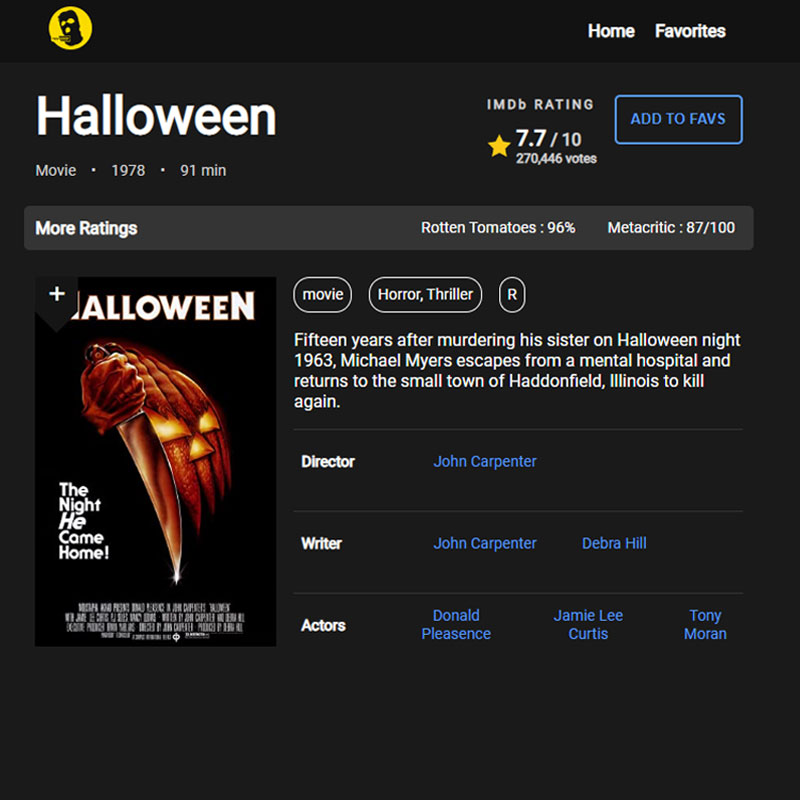 Home Favorites
Halloween
Movie • 1978 • 91 min
IMDb RATING
7.7 / 10
270,446 votes
ADD TO FAVS
More Ratings
Rotten Tomatoes : 96%
Metacritic : 87/100
+
ALLOWEEN
The
Night
He
Came
Home!
movie
Horror, Thriller
R
Fifteen years after murdering his sister on Halloween night
1963, Michael Myers escapes from a mental hospital and
returns to the small town of Haddonfield, Illinois to kill
again.
Director John Carpenter
Writer John Carpenter Debra Hill
Actors
Donald
Pleasence
Jamie Lee
Curtis
Tony
Moran